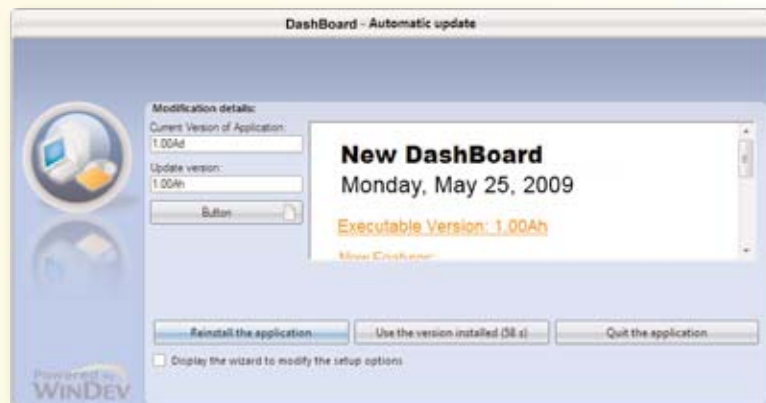 DashBoard - Automatic update
Modification details:
Current Version of Application:
1.00Ad
Update version:
1.00Ah
Button
New DashBoard
Monday, May 25, 2009
Executable Version: 1.00Ah
New Features:
Reinstall the application
Use the version installed (58 s)
Quit the application
Display the wizard to modify the setup options
Powered by
WINDEV